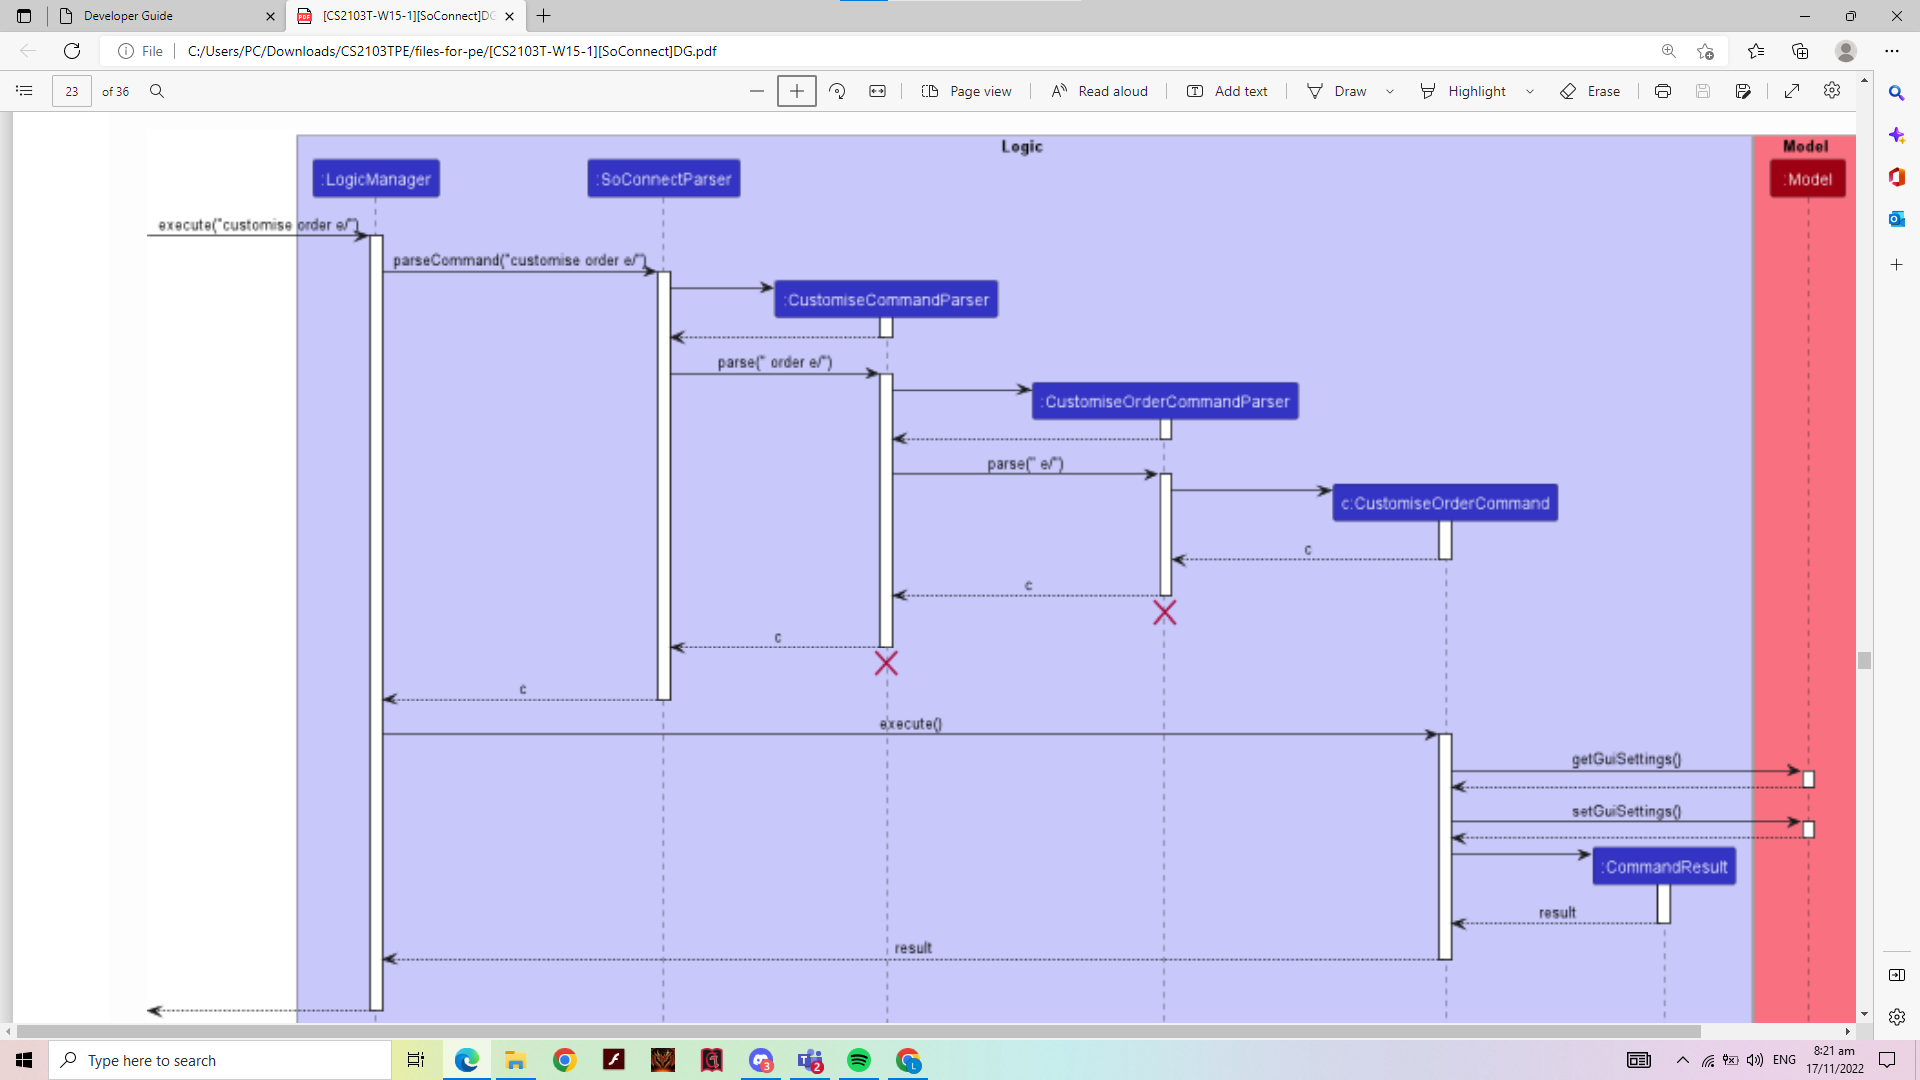 Developer Guide
[CS2103T-W15-1][SoConnect]DG
File
C:/Users/PC/Downloads/CS2103TPE/files-for-pe/[CS2103T-W15-1][SoConnect]DG.pdf
23 of 36
Page view
Read aloud
Add text
Draw
Highlight
Erase
Logic
Model
:LogicManager
:SoConnectParser
:Model
execute("customise order e/")
parseCommand("customise order e/")
:CustomiseCommandParser
parse(" order e/")
:CustomiseOrderCommandParser
parse(" e/")
c:CustomiseOrderCommand
c
c
c
c
execute()
getGuiSettings()
setGuiSettings()
:CommandResult
result
result
Type here to search
3
2
L
ENG
8:21 am
17/11/2022